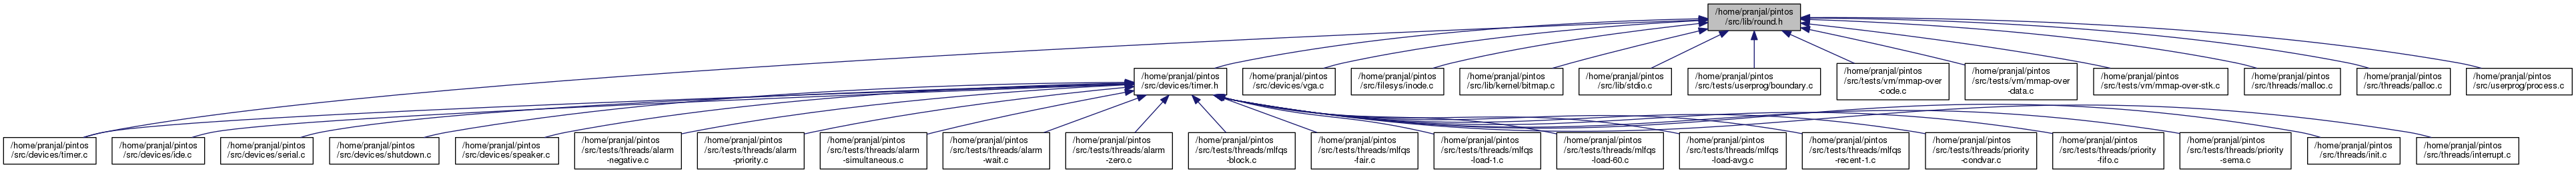 /home/pranjal/pintos
/src/lib/round.h
/home/pranjal/pintos
/src/devices/timer.h
/home/pranjal/pintos
/src/devices/vga.c
/home/pranjal/pintos
/src/filesys/inode.c
/home/pranjal/pintos
/src/lib/kernel/bitmap.c
/home/pranjal/pintos
/src/lib/stdio.c
/home/pranjal/pintos
/src/tests/userprog/boundary.c
/home/pranjal/pintos
/src/tests/vm/mmap-over
-code.c
/home/pranjal/pintos
/src/tests/vm/mmap-over
-data.c
/home/pranjal/pintos
/src/tests/vm/mmap-over-stk.c
/home/pranjal/pintos
/src/threads/malloc.c
/home/pranjal/pintos
/src/threads/palloc.c
/home/pranjal/pintos
/src/userprog/process.c
/home/pranjal/pintos
/src/devices/timer.c
/home/pranjal/pintos
/src/devices/ide.c
/home/pranjal/pintos
/src/devices/serial.c
/home/pranjal/pintos
/src/devices/shutdown.c
/home/pranjal/pintos
/src/devices/speaker.c
/home/pranjal/pintos
/src/tests/threads/alarm
-negative.c
/home/pranjal/pintos
/src/tests/threads/alarm
-priority.c
/home/pranjal/pintos
/src/tests/threads/alarm
-simultaneous.c
/home/pranjal/pintos
/src/tests/threads/alarm
-wait.c
/home/pranjal/pintos
/src/tests/threads/alarm
-zero.c
/home/pranjal/pintos
/src/tests/threads/mlfqs
-block.c
/home/pranjal/pintos
/src/tests/threads/mlfqs
-fair.c
/home/pranjal/pintos
/src/tests/threads/mlfqs
-load-1.c
/home/pranjal/pintos
/src/tests/threads/mlfqs
-load-60.c
/home/pranjal/pintos
/src/tests/threads/mlfqs
-load-avg.c
/home/pranjal/pintos
/src/tests/threads/mlfqs
-recent-1.c
/home/pranjal/pintos
/src/tests/threads/priority
-condvar.c
/home/pranjal/pintos
/src/tests/threads/priority
-fifo.c
/home/pranjal/pintos
/src/tests/threads/priority
-sema.c
/home/pranjal/pintos
/src/threads/init.c
/home/pranjal/pintos
/src/threads/interrupt.c